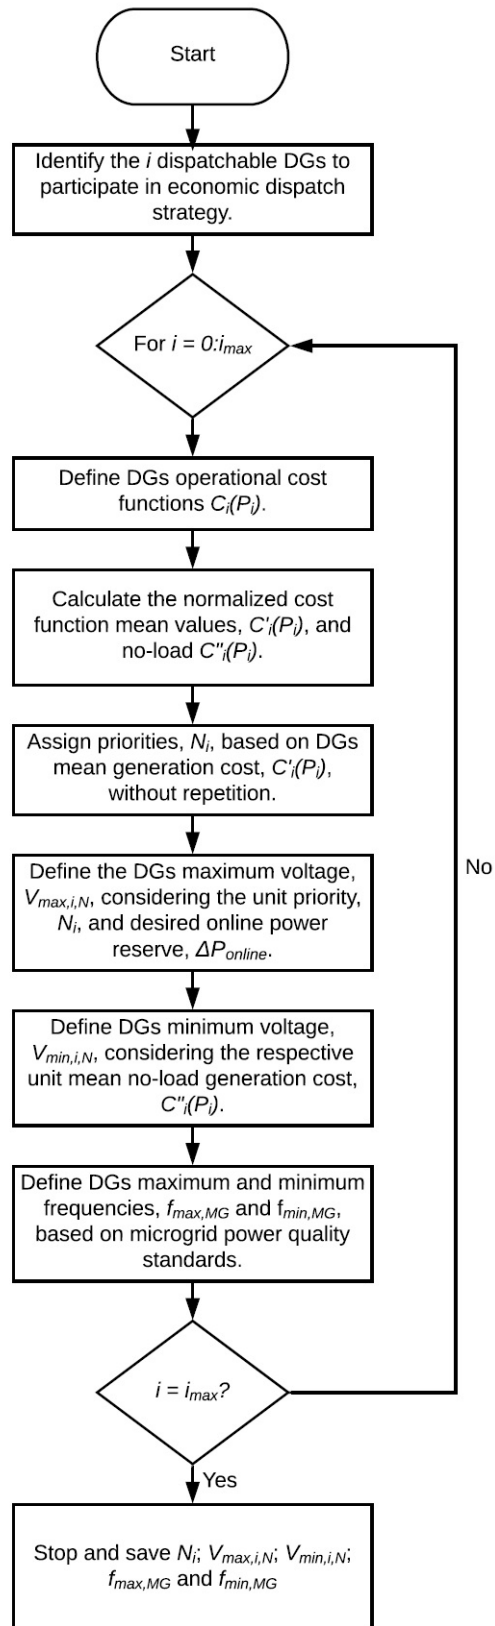 Start
Identify the i dispatchable DGs to
participate in economic dispatch
strategy.
For i = 0:imax
Define DGs operational cost
functions Ci(Pi).
Calculate the normalized cost
function mean values, C'i(Pi), and
no-load C"i(Pi).
Assign priorities, Ni, based on DGs
mean generation cost, C'i(Pi),
without repetition.
Define the DGs maximum voltage,
Vmax,i,N, considering the unit priority,
Ni, and desired online power
reserve, ΔPonline.
No
Define DGs minimum voltage,
Vmin,i,N, considering the respective
unit mean no-load generation cost,
C"i(Pi).
Define DGs maximum and minimum
frequencies, fmax,MG and fmin,MG,
based on microgrid power quality
standards.
i = imax?
Yes
Stop and save Ni; Vmax,i,N; Vmin,i,N;
fmax,MG and fmin,MG